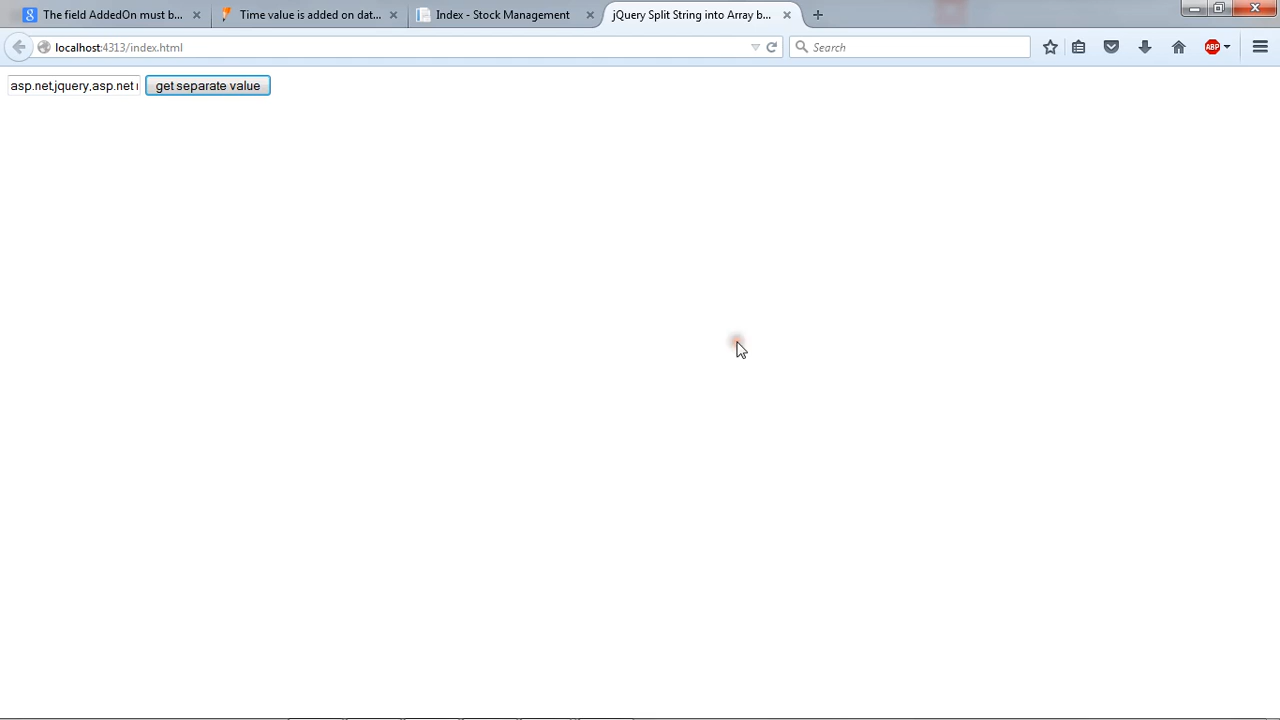 The field AddedOn must b...
Time value is added on dat...
Index - Stock Management
jQuery Split String into Array b...
localhost:4313/index.html
Search
ABP
asp.net,jquery,asp.net
get separate value